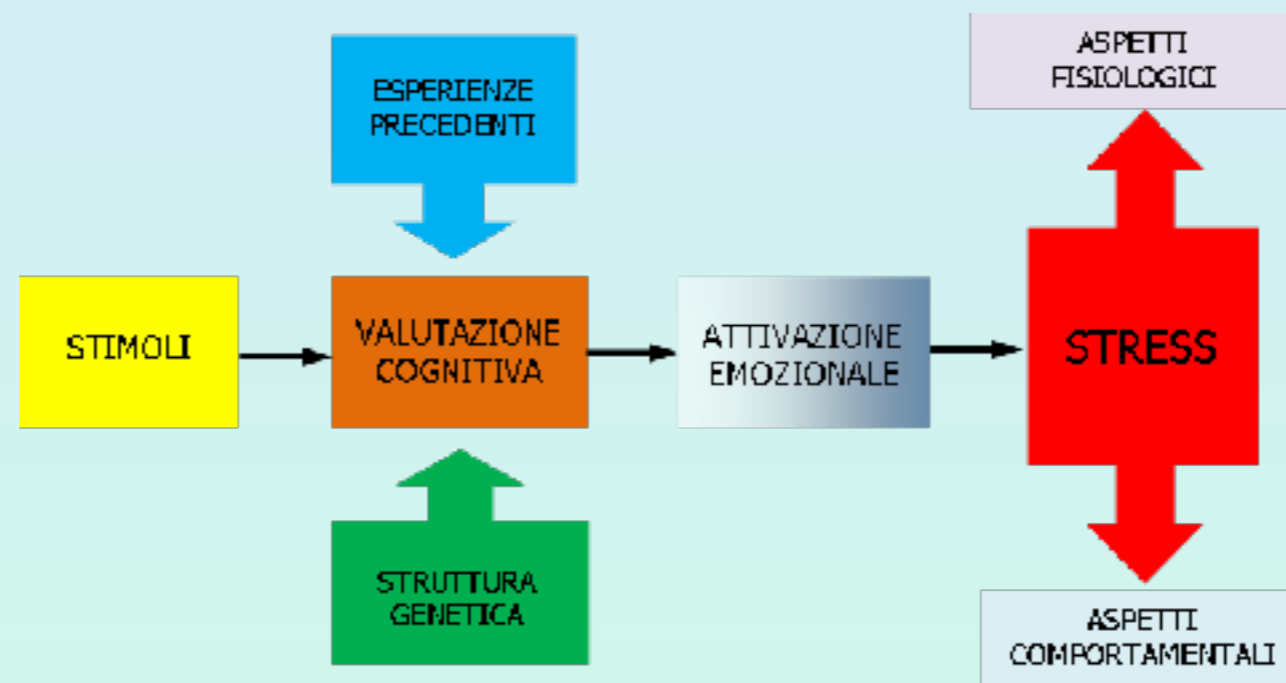 ESPERIENZE
PRECEDENTI
ASPETTI
FISIOLOGICI
STIMOLI
VALUTAZIONE
COGNITIVA
ATTIVAZIONE
EMOZIONALE
STRESS
STRUTTURA
GENETICA
ASPETTI
COMPORTAMENTALI